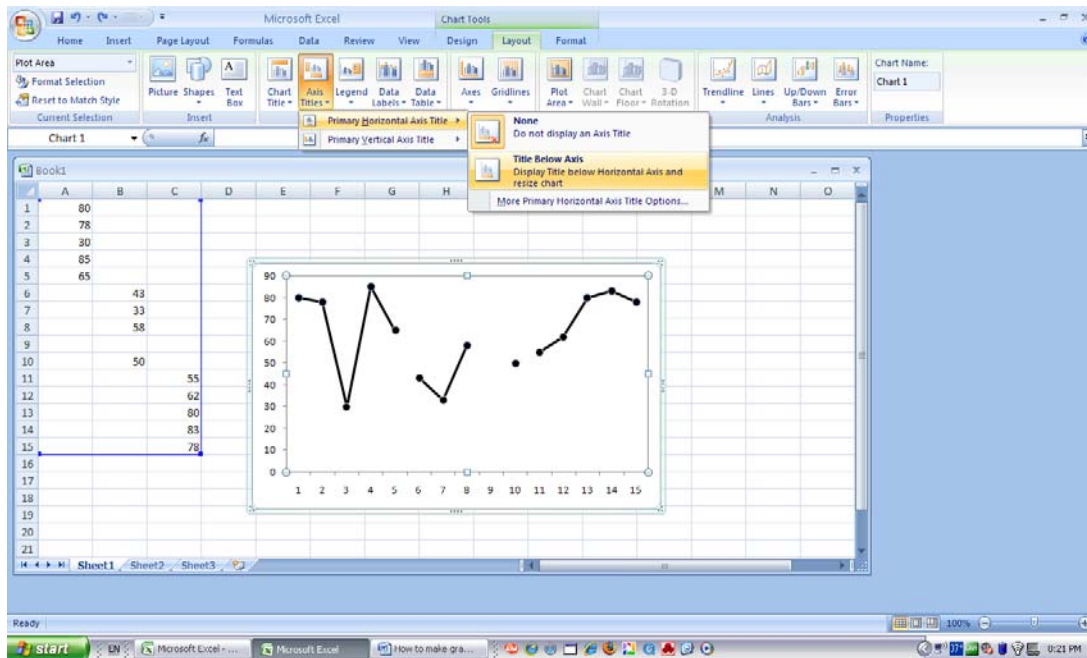 Microsoft Excel
Chart Tools
Home Insert Page Layout Formulas Data Review View Design Layout Format
Plot Area
Format Selection
Reset to Match Style
Current Selection
Picture Shapes Text Box
Insert
Chart Title Axis Titles Legend Data Labels Data Table
Axes Gridlines
Plot Area Chart Wall Chart Floor 3-D Rotation
Trendline Lines Up/Down Bars Error Bars
Analysis
Chart Name:
Chart 1
Properties
Primary Horizontal Axis Title
Primary Vertical Axis Title
None
Do not display an Axis Title
Title Below Axis
Display Title below Horizontal Axis and
resize chart
More Primary Horizontal Axis Title Options...
Chart 1
fx
Book1
A B C D E F G H M N O
1 80
2 78
3 30
4 85
5 65
6 43
7 33
8 58
9
10 50
11 55
12 62
13 80
14 83
15 78
16
17
18
19
20
21
90
80
70
60
50
40
30
20
10
0
1 2 3 4 5 6 7 8 9 10 11 12 13 14 15
Sheet1 Sheet2 Sheet3
Ready
100%
start
EN
Microsoft Excel - ...
Microsoft Excel
How to make gra...
37°
8:21 PM